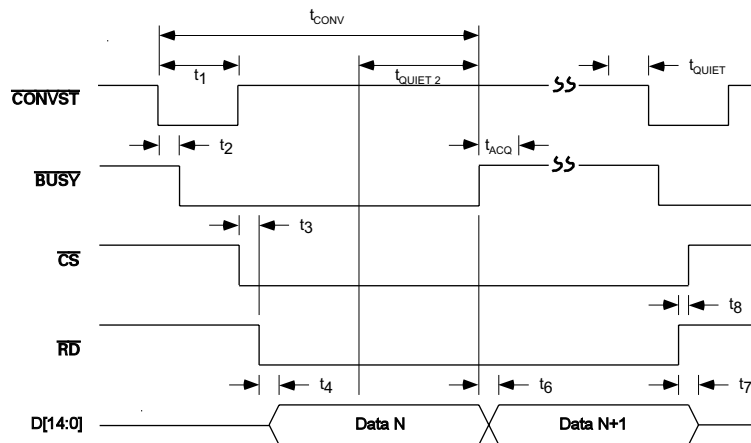 tCONV
t1
tQUIET 2
tQUIET
CONVST
t2
tACQ
BUSY
t3
CS
t8
RD
t4
t6
t7
D[14:0]
Data N
Data N+1